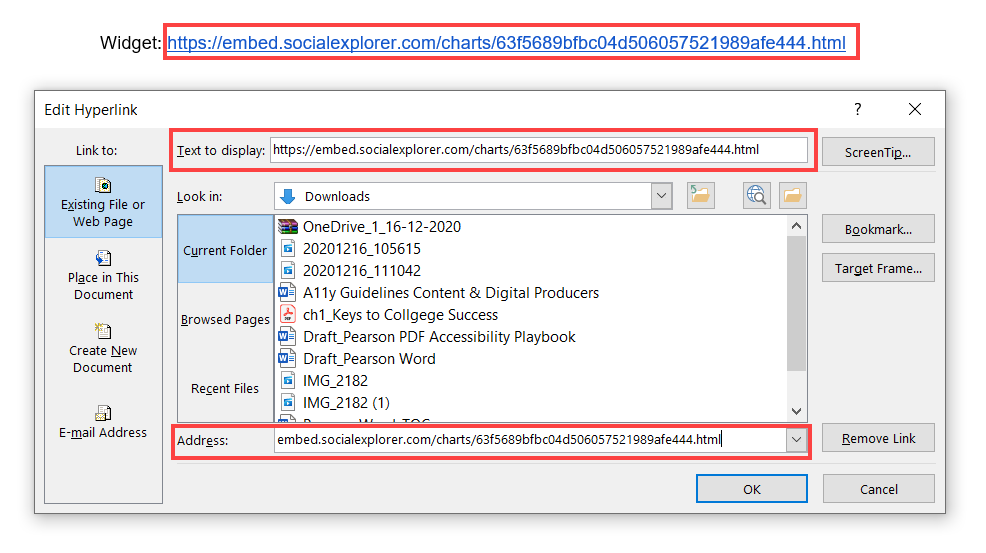 Widget: https://embed.socialexplorer.com/charts/63f5689bfbc04d506057521989afe444.html
Edit Hyperlink
?
Link to:
Text to display: https://embed.socialexplorer.com/charts/63f5689bfbc04d506057521989afe444.html
ScreenTip...
Existing File or
Web Page
Look in:
Downloads
Current Folder
OneDrive_1_16-12-2020
Bookmark...
20201216_105615
20201216_111042
Target Frame...
Place in This
Document
A11y Guidelines Content & Digital Producers
Browsed Pages
ch1_Keys to Collgege Success
Draft_Pearson PDF Accessibility Playbook
Create New
Document
Draft_Pearson Word
IMG_2182
Recent Files
IMG_2182 (1)
E-mail Address
Address: embed.socialexplorer.com/charts/63f5689bfbc04d506057521989afe444.html
Remove Link
OK
Cancel